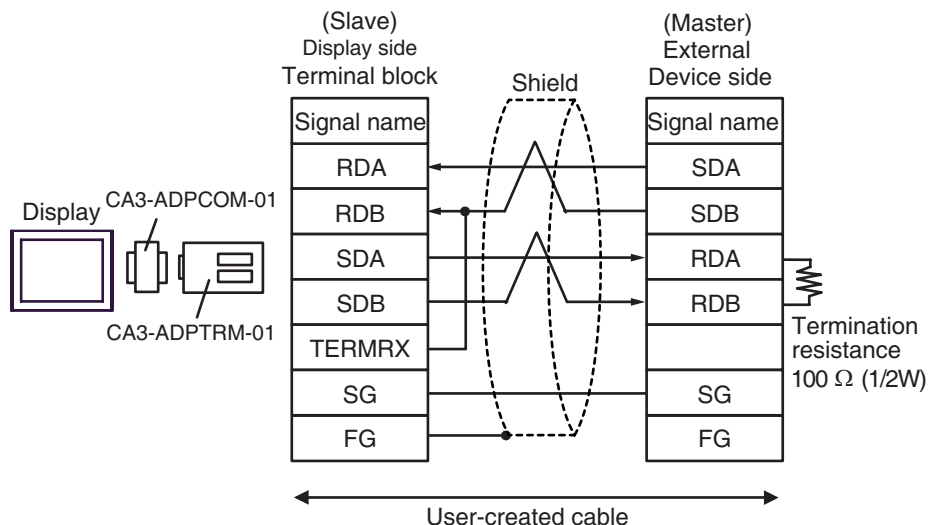 (Slave)
Display side
Terminal block
(Master)
External
Device side
Shield
Signal name
RDA
RDB
SDA
SDB
TERMRX
SG
FG
Signal name
SDA
SDB
RDA
RDB
SG
FG
Display
CA3-ADPCOM-01
CA3-ADPTRM-01
Termination
resistance
100 Ω (1/2W)
User-created cable